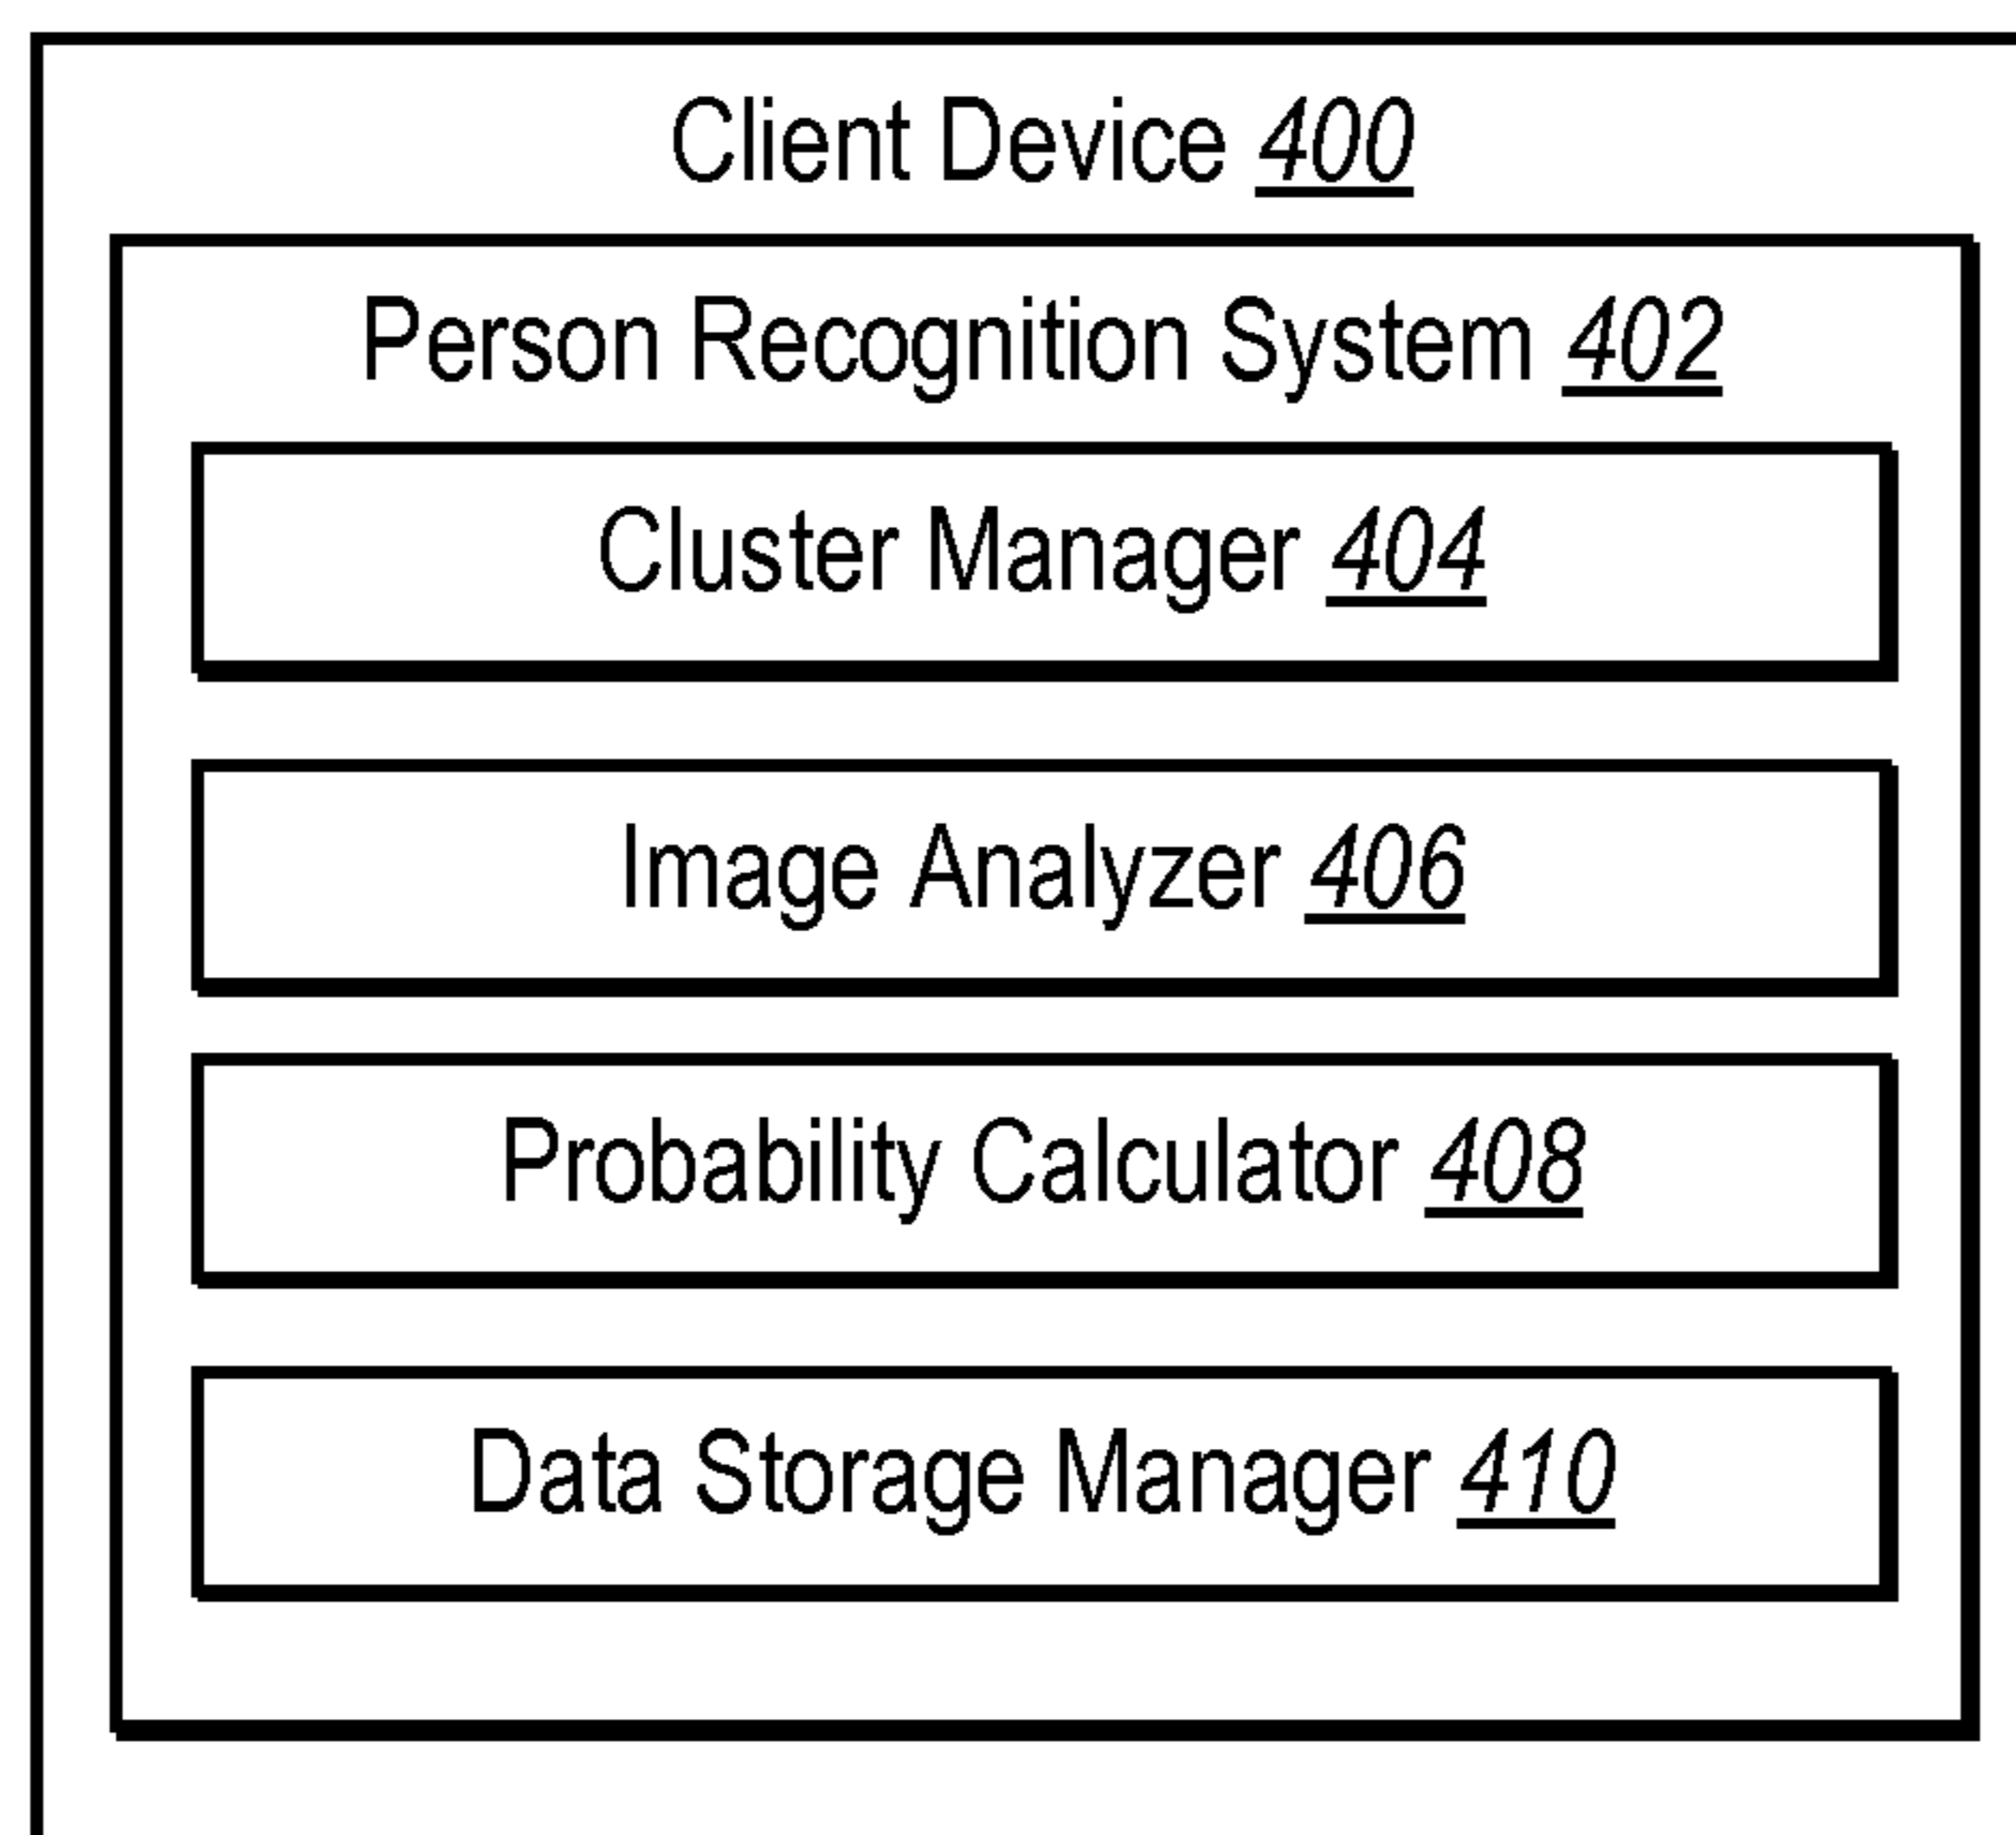 Client Device 400
Person Recognition System 402
Cluster Manager 404
Image Analyzer 406
Probability Calculator 408
Data Storage Manager 410